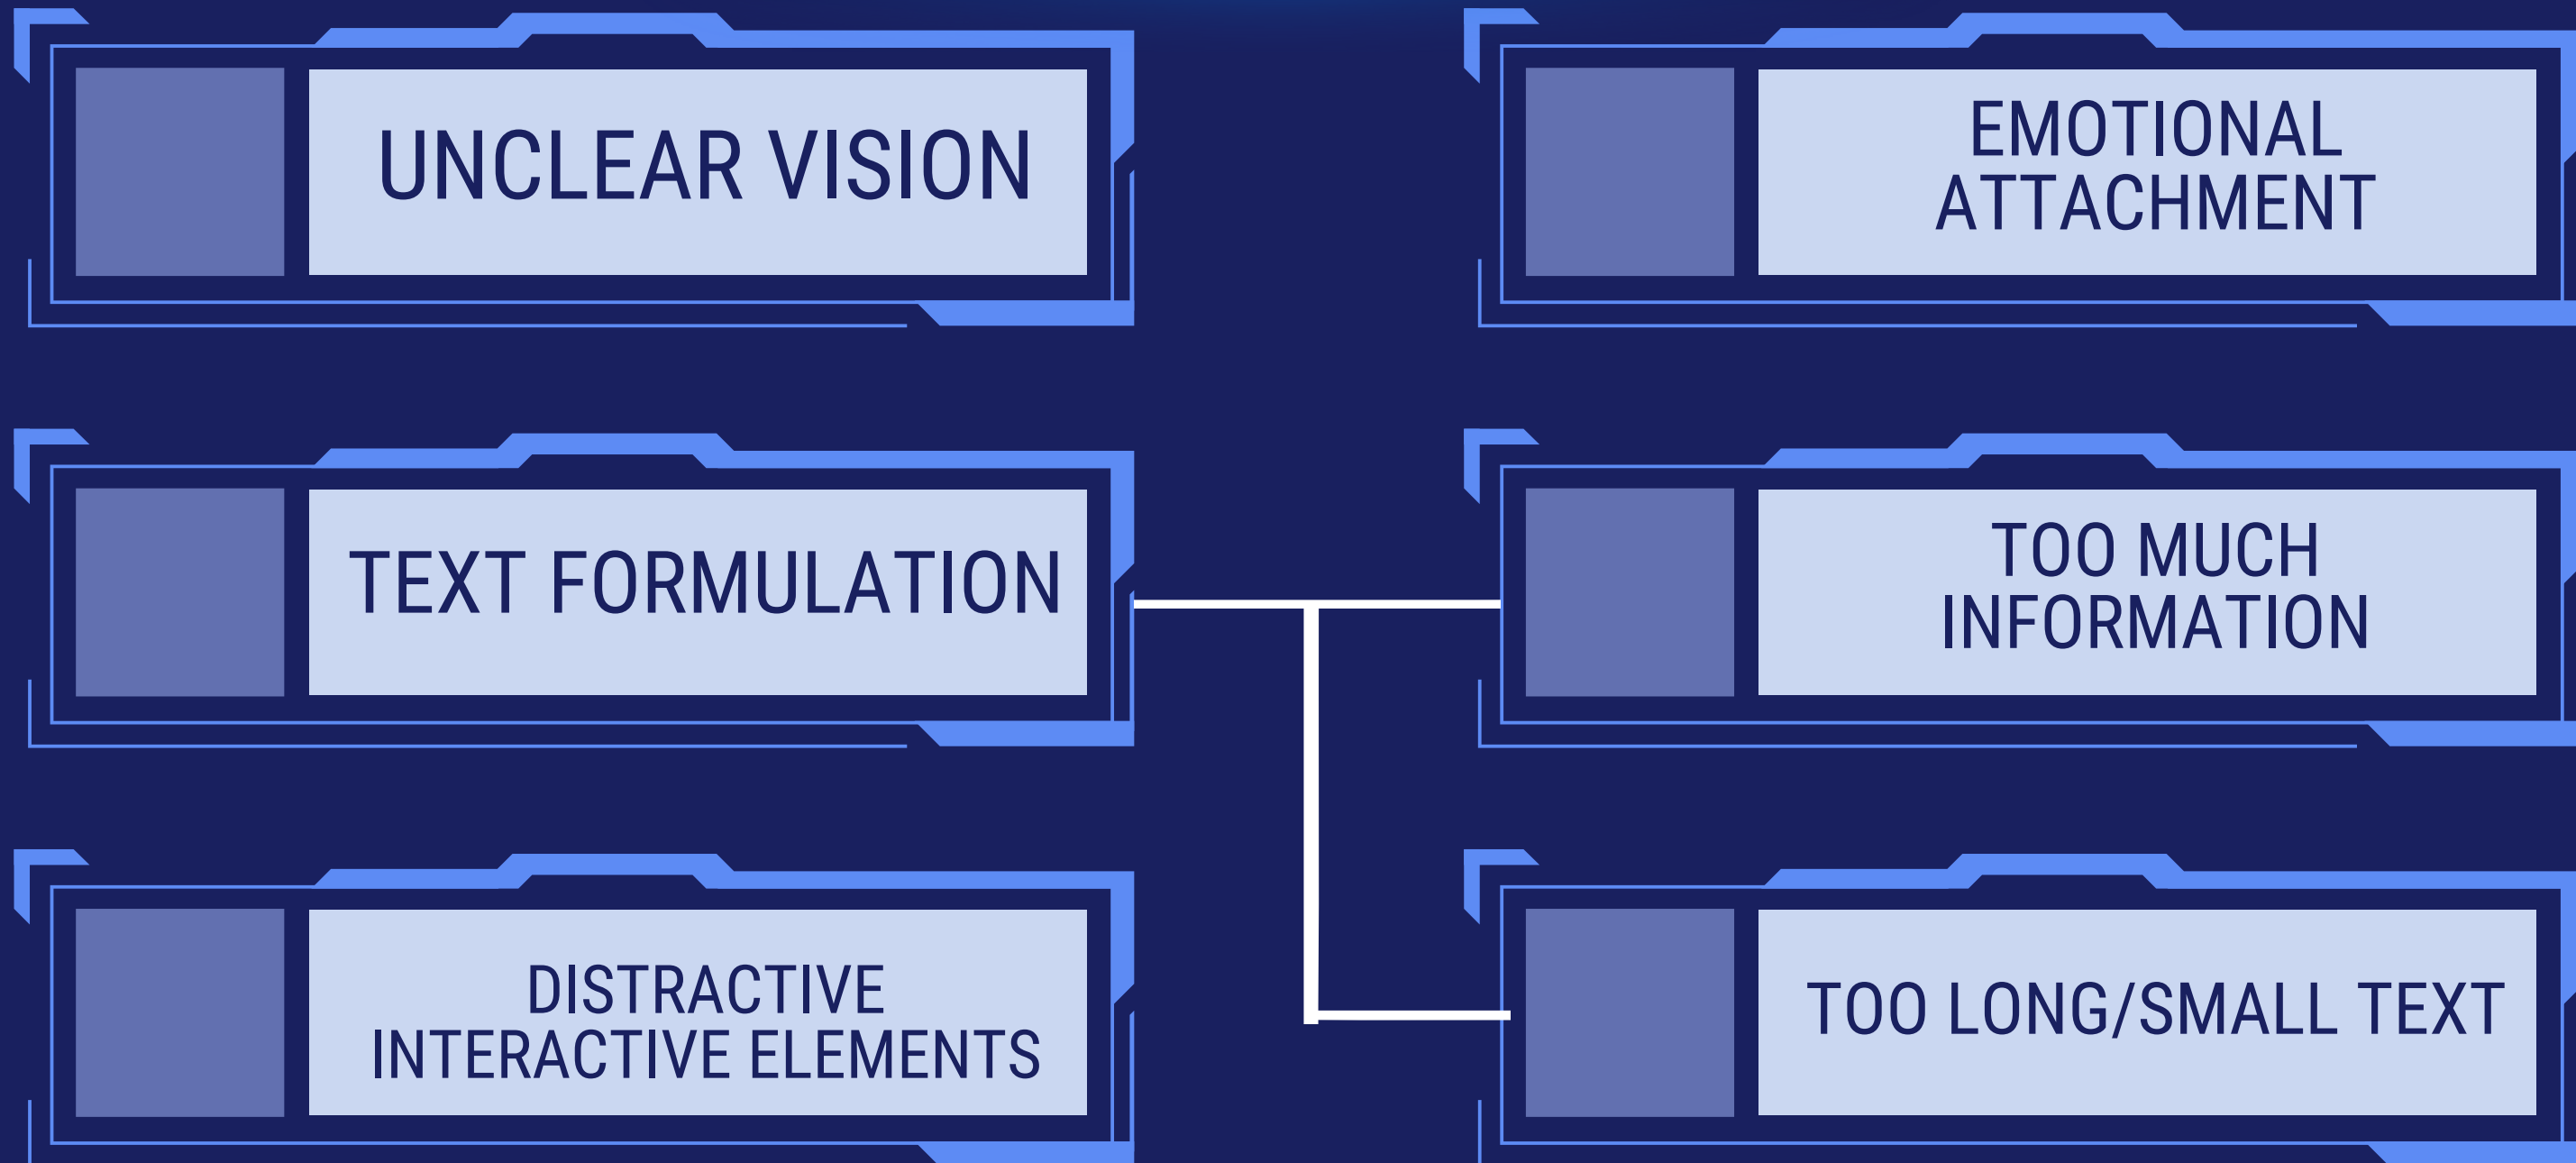 UNCLEAR VISION
EMOTIONAL
ATTACHMENT
TEXT FORMULATION
TOO MUCH
INFORMATION
DISTRACTIVE
INTERACTIVE ELEMENTS
TOO LONG/SMALL TEXT